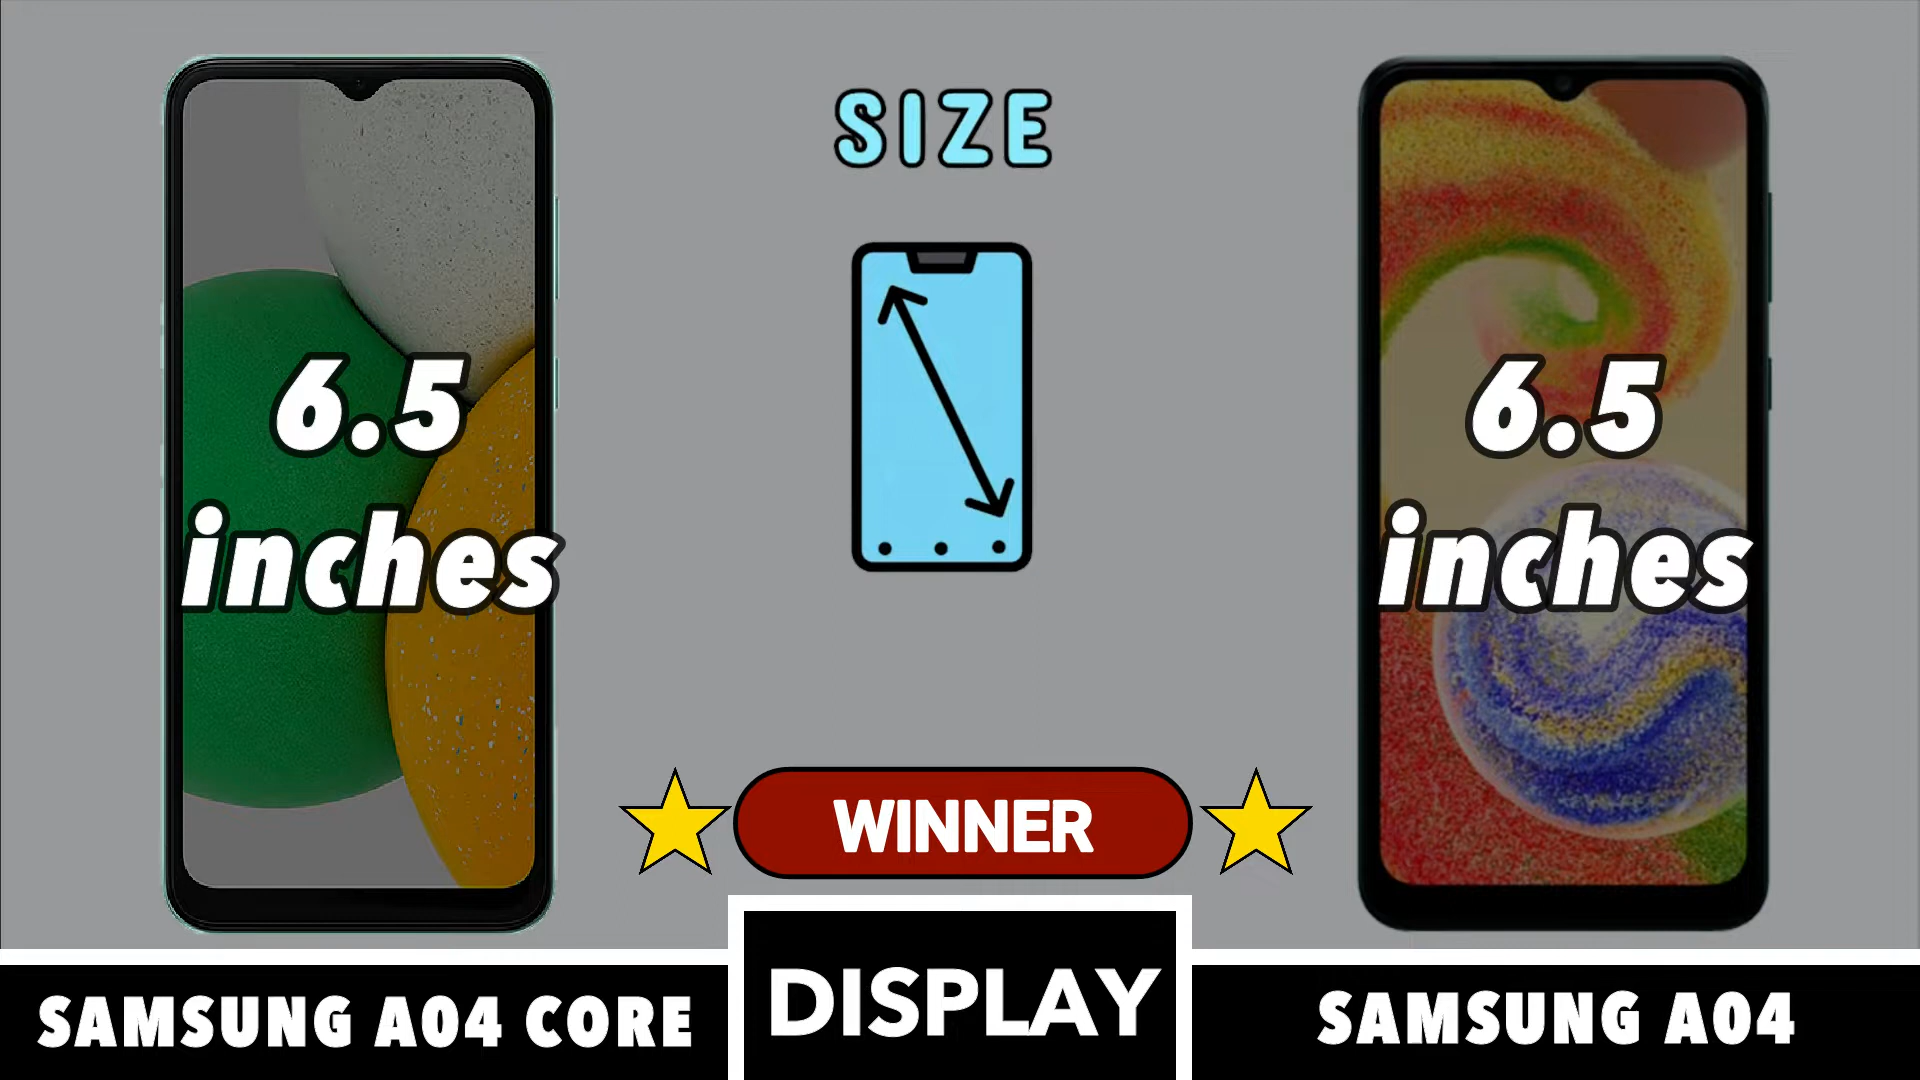 SIZE
6.5
inches
6.5
inches
WINNER
SAMSUNG A04 CORE
DISPLAY
SAMSUNG A04